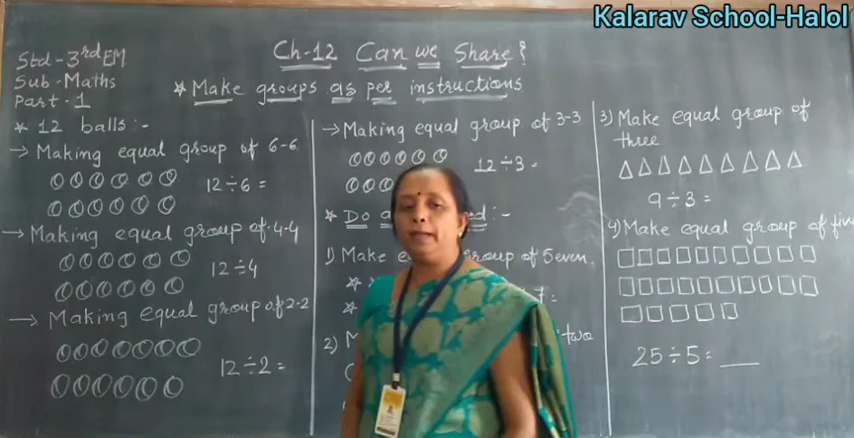 Kalarav School-Halol
Std-3rd EM
Sub-Maths
Part-1
Ch-12 Can we Share?
* Make groups as per instructions
* 12 balls:-
→ Making equal group of 6-6
12÷6=
→ Making equal group of 4-4
12÷4
→ Making equal group of 2-2
12÷2=
→ Making equal group of 3-3
12÷3=
* Do
1) Make group of Seven
2)
two
3) Make equal group of
three
9÷3=
4) Make equal group of five
25÷5=